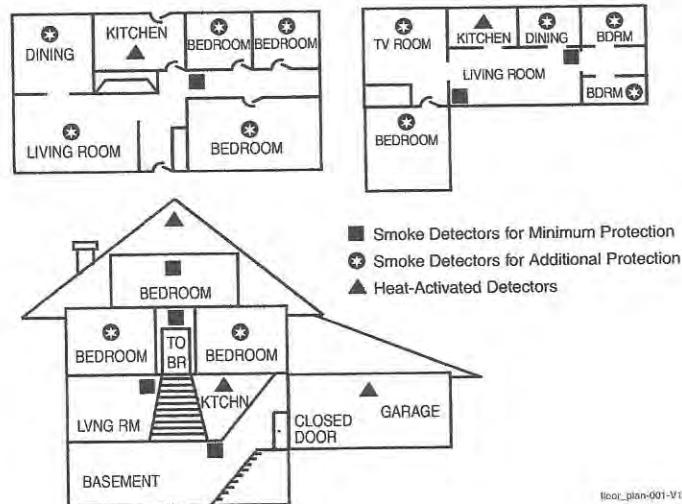 DINING
KITCHEN
BEDROOM
BEDROOM
LIVING ROOM
BEDROOM
TV ROOM
KITCHEN
DINING
BDRM
LIVING ROOM
BDRM
BEDROOM
Smoke Detectors for Minimum Protection
Smoke Detectors for Additional Protection
Heat-Activated Detectors
BEDROOM
BEDROOM
TO
BR
BEDROOM
LVNG RM
KTCHN
CLOSED
DOOR
GARAGE
BASEMENT
floor_plan-001-V0